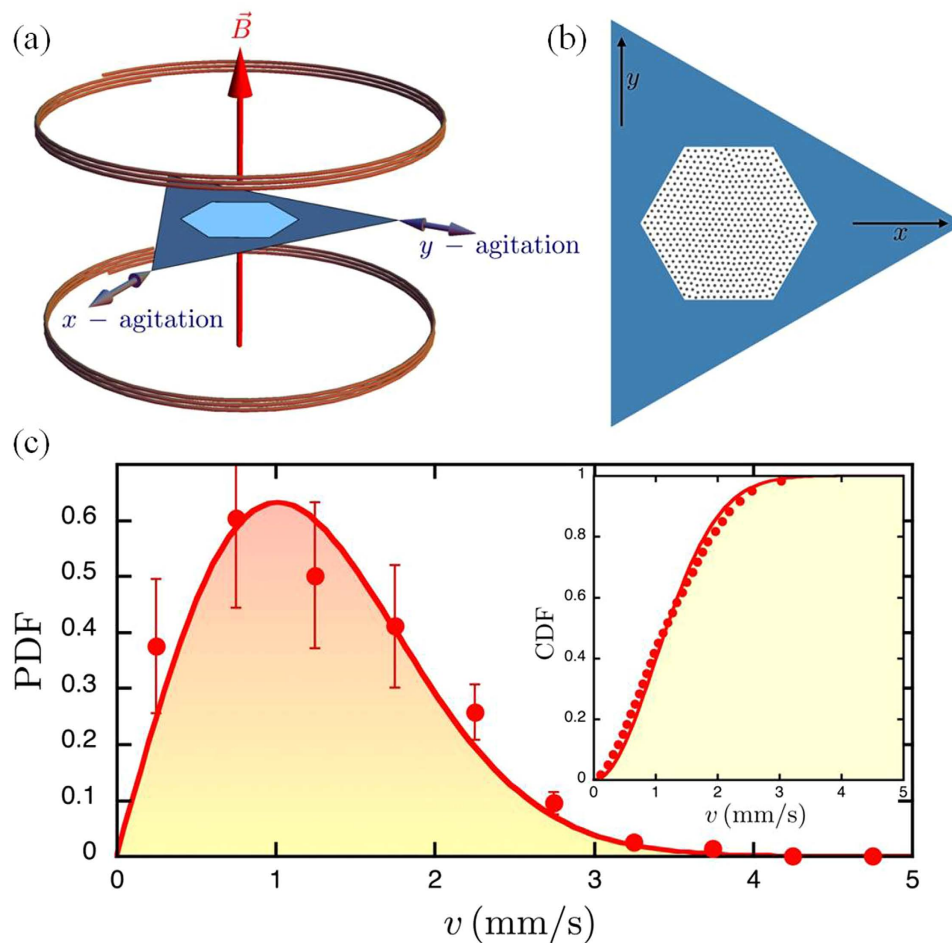 (a)
B⃗
y – agitation
x – agitation
(b)
y
x
(c)
PDF
0.6
0.5
0.4
0.3
0.2
0.1
0
0 1 2 3 4 5
v (mm/s)
CDF
1
0.8
0.6
0.4
0.2
0
0 1 2 3 4 5
v (mm/s)